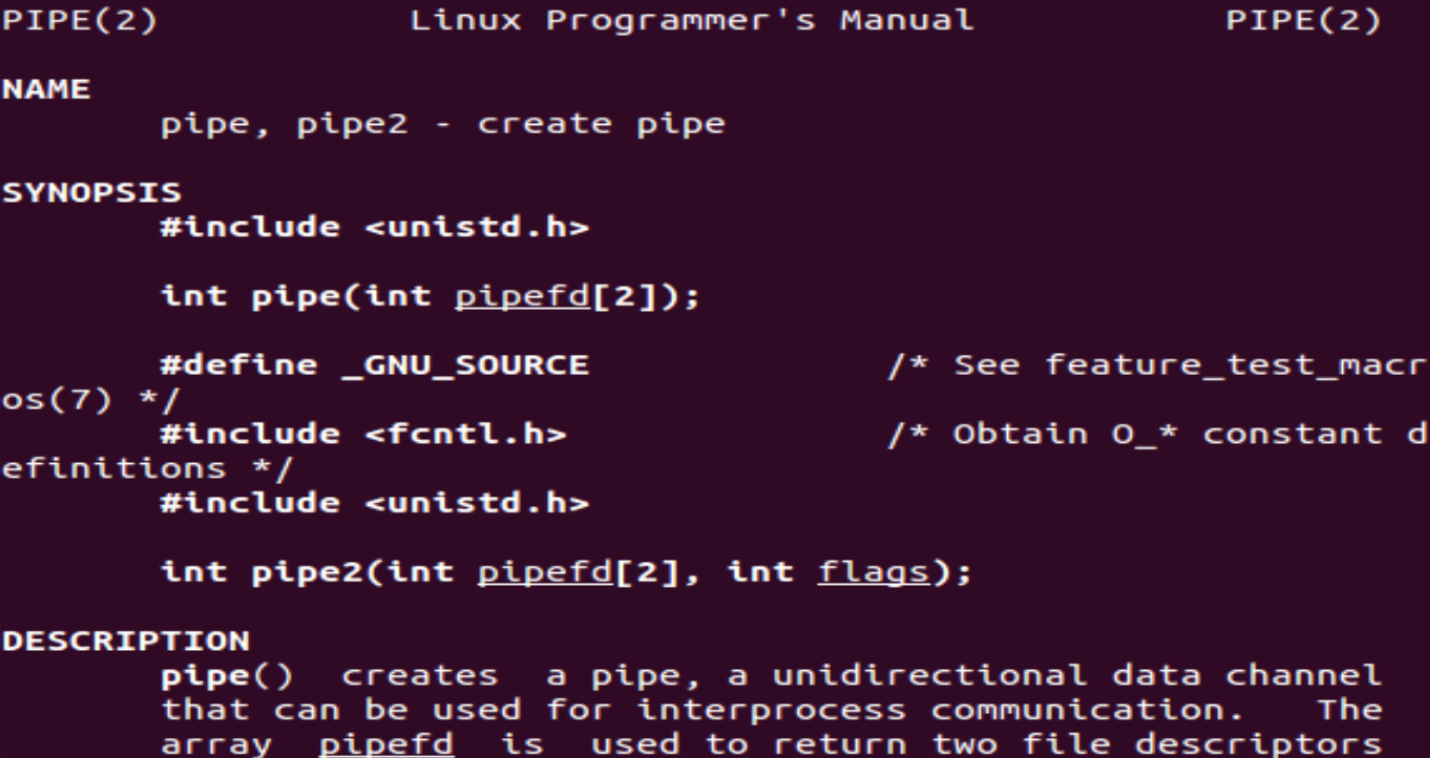 PIPE(2) Linux Programmer's Manual PIPE(2)
NAME
pipe, pipe2 - create pipe
SYNOPSIS
#include <unistd.h>
int pipe(int pipefd[2]);
#define _GNU_SOURCE /* See feature_test_macr
os(7) */
#include <fcntl.h> /* Obtain O_* constant d
efinitions */
#include <unistd.h>
int pipe2(int pipefd[2], int flags);
DESCRIPTION
pipe() creates a pipe, a unidirectional data channel
that can be used for interprocess communication. The
array pipefd is used to return two file descriptors